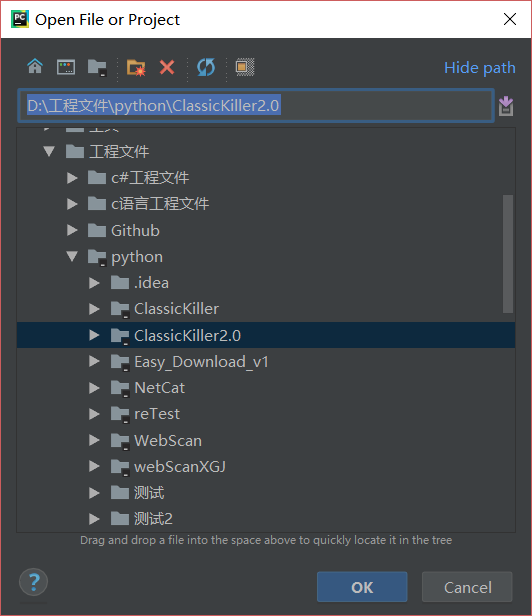 PC Open File or Project
Hide path
D:\工程文件\python\ClassicKiller2.0
工程文件
c#工程文件
c语言工程文件
Github
python
.idea
ClassicKiller
ClassicKiller2.0
Easy_Download_v1
NetCat
reTest
WebScan
webScanXGJ
测试
测试2
Drag and drop a file into the space above to quickly locate it in the tree
?
OK
Cancel